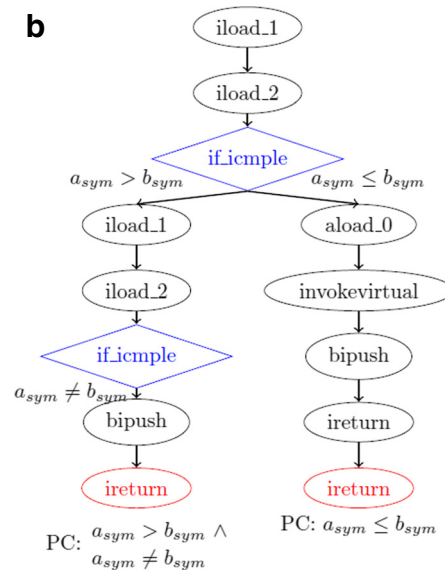 b
iload_1
iload_2
if_icmple
a_sym > b_sym
a_sym ≤ b_sym
iload_1
aload_0
iload_2
invokevirtual
if_icmple
bipush
a_sym ≠ b_sym
bipush
ireturn
ireturn
ireturn
PC: a_sym > b_sym ∧
a_sym ≠ b_sym
PC: a_sym ≤ b_sym